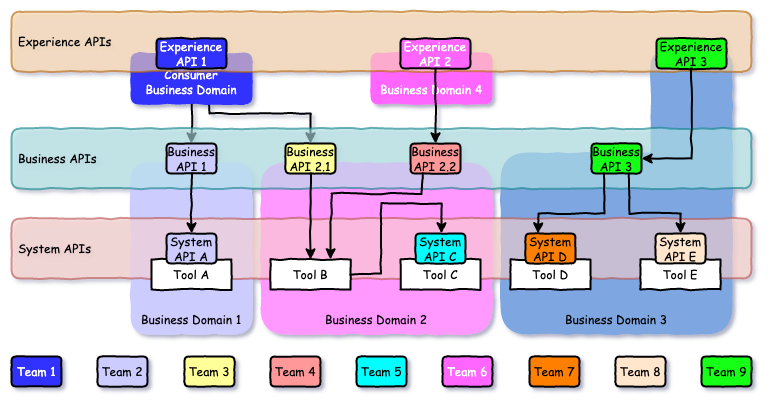 Experience APIs
Experience
API 1
Experience
API 2
Experience
API 3
Consumer
Business Domain
Business Domain 4
Business APIs
Business
API 1
Business
API 2.1
Business
API 2.2
Business
API 3
System APIs
System
API A
System
API C
System
API D
System
API E
Tool A
Tool B
Tool C
Tool D
Tool E
Business Domain 1
Business Domain 2
Business Domain 3
Team 1
Team 2
Team 3
Team 4
Team 5
Team 6
Team 7
Team 8
Team 9